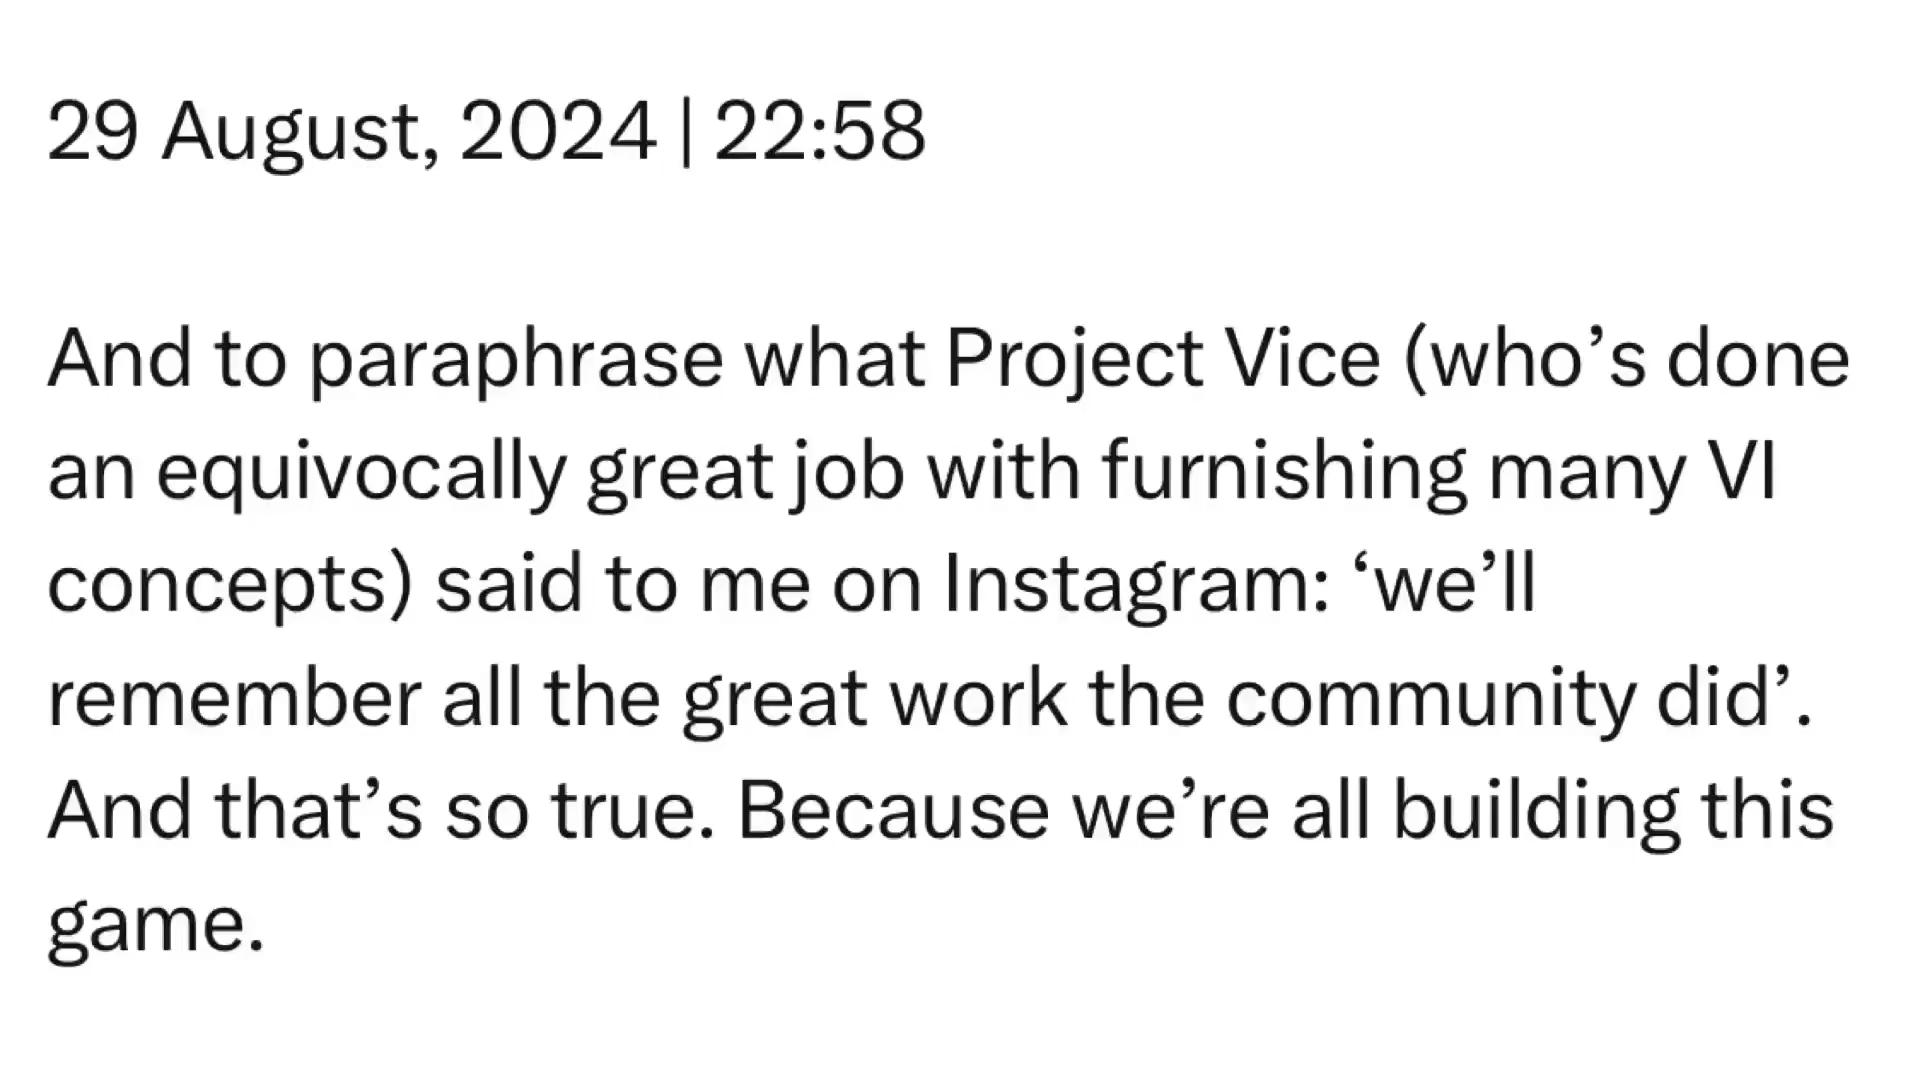 29 August, 2024 | 22:58
And to paraphrase what Project Vice (who’s done
an equivocally great job with furnishing many VI
concepts) said to me on Instagram: ‘we’ll
remember all the great work the community did’.
And that’s so true. Because we’re all building this
game.